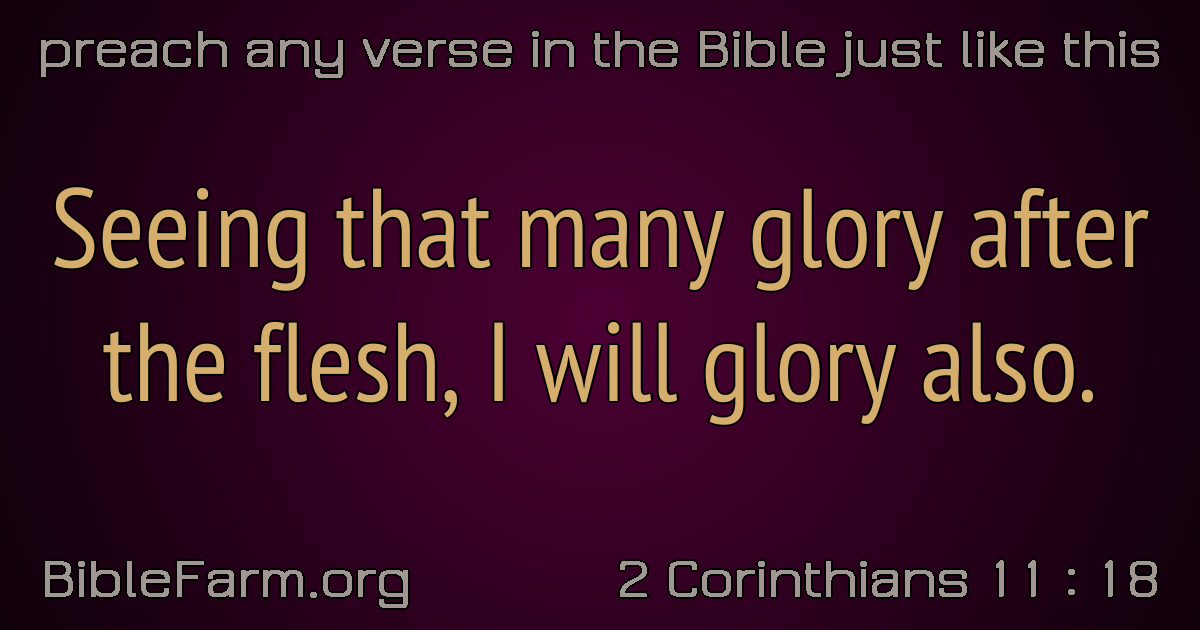 preach any verse in the Bible just like this
Seeing that many glory after
the flesh, I will glory also.
BibleFarm.org
2 Corinthians 11 : 18